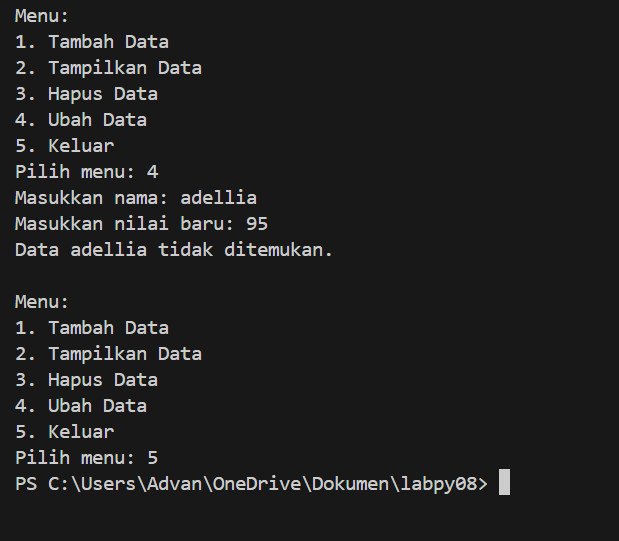 Menu:
1. Tambah Data
2. Tampilkan Data
3. Hapus Data
4. Ubah Data
5. Keluar
Pilih menu: 4
Masukkan nama: adellia
Masukkan nilai baru: 95
Data adellia tidak ditemukan.

Menu:
1. Tambah Data
2. Tampilkan Data
3. Hapus Data
4. Ubah Data
5. Keluar
Pilih menu: 5
PS C:\Users\Advan\OneDrive\Dokumen\labpy08>